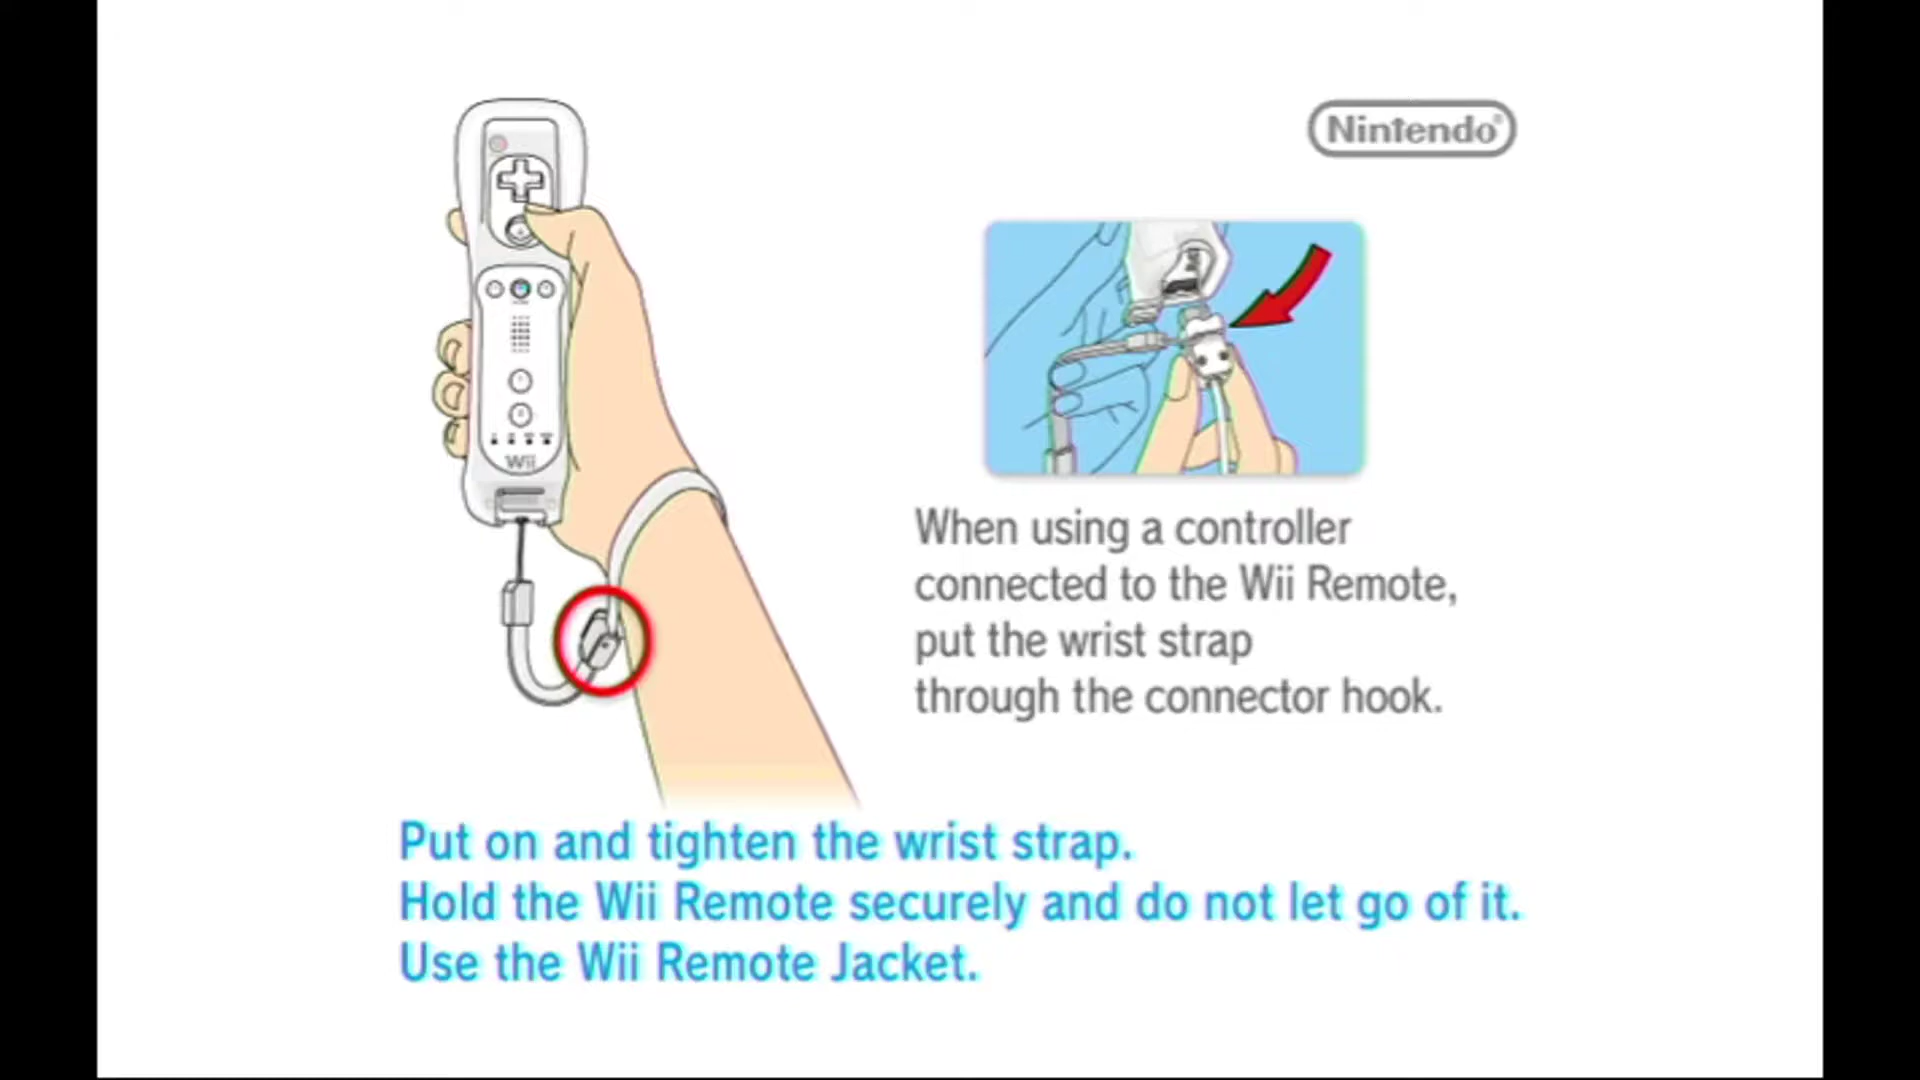 Nintendo®
Wii
When using a controller
connected to the Wii Remote,
put the wrist strap
through the connector hook.
Put on and tighten the wrist strap.
Hold the Wii Remote securely and do not let go of it.
Use the Wii Remote Jacket.